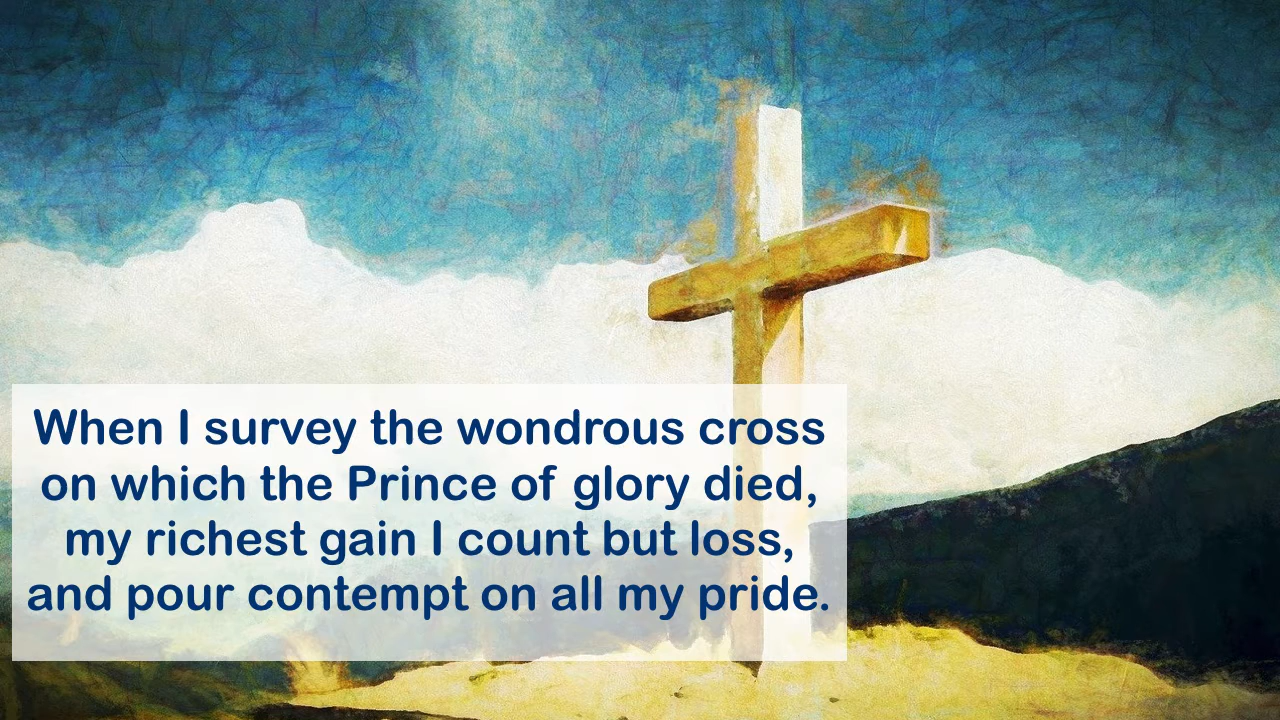 When I survey the wondrous cross
on which the Prince of glory died,
my richest gain I count but loss,
and pour contempt on all my pride.